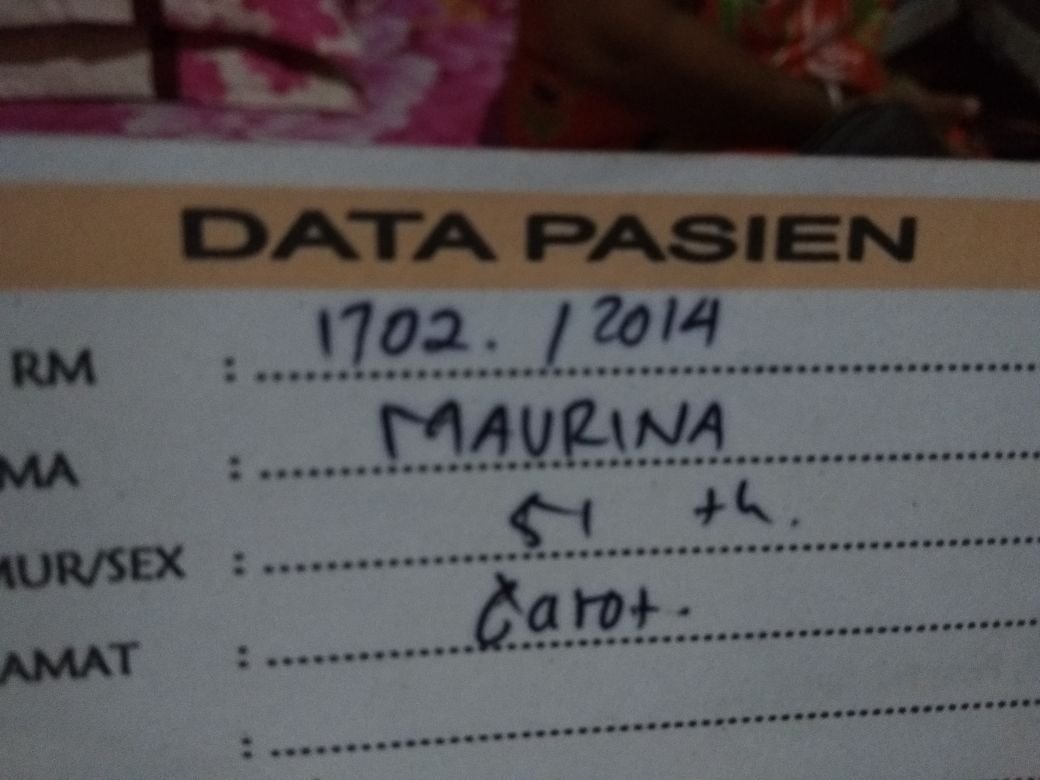 DATA PASIEN
RM : 1702. / 2014
MA : MAURINA
MUR/SEX : 51 th.
AMAT : Carot.
: